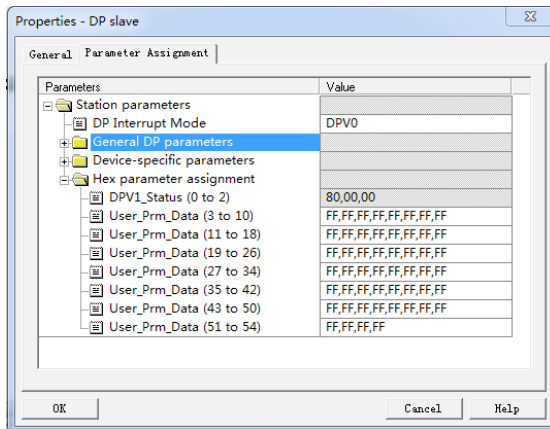 Properties - DP slave
General Parameter Assignment
Parameters Value
Station parameters
DP Interrupt Mode DPV0
General DP parameters
Device-specific parameters
Hex parameter assignment
DPV1_Status (0 to 2) 80,00,00
User_Prm_Data (3 to 10) FF,FF,FF,FF,FF,FF,FF,FF
User_Prm_Data (11 to 18) FF,FF,FF,FF,FF,FF,FF,FF
User_Prm_Data (19 to 26) FF,FF,FF,FF,FF,FF,FF,FF
User_Prm_Data (27 to 34) FF,FF,FF,FF,FF,FF,FF,FF
User_Prm_Data (35 to 42) FF,FF,FF,FF,FF,FF,FF,FF
User_Prm_Data (43 to 50) FF,FF,FF,FF,FF,FF,FF,FF
User_Prm_Data (51 to 54) FF,FF,FF,FF
OK Cancel Help